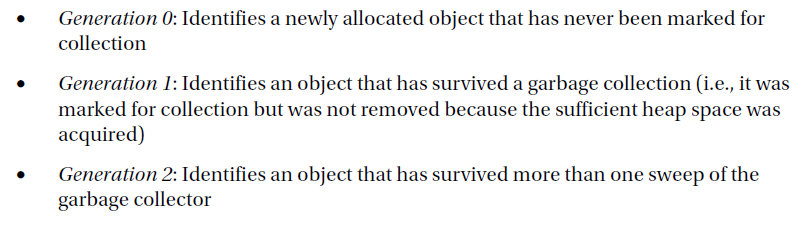 • Generation 0: Identifies a newly allocated object that has never been marked for
collection
• Generation 1: Identifies an object that has survived a garbage collection (i.e., it was
marked for collection but was not removed because the sufficient heap space was
acquired)
• Generation 2: Identifies an object that has survived more than one sweep of the
garbage collector